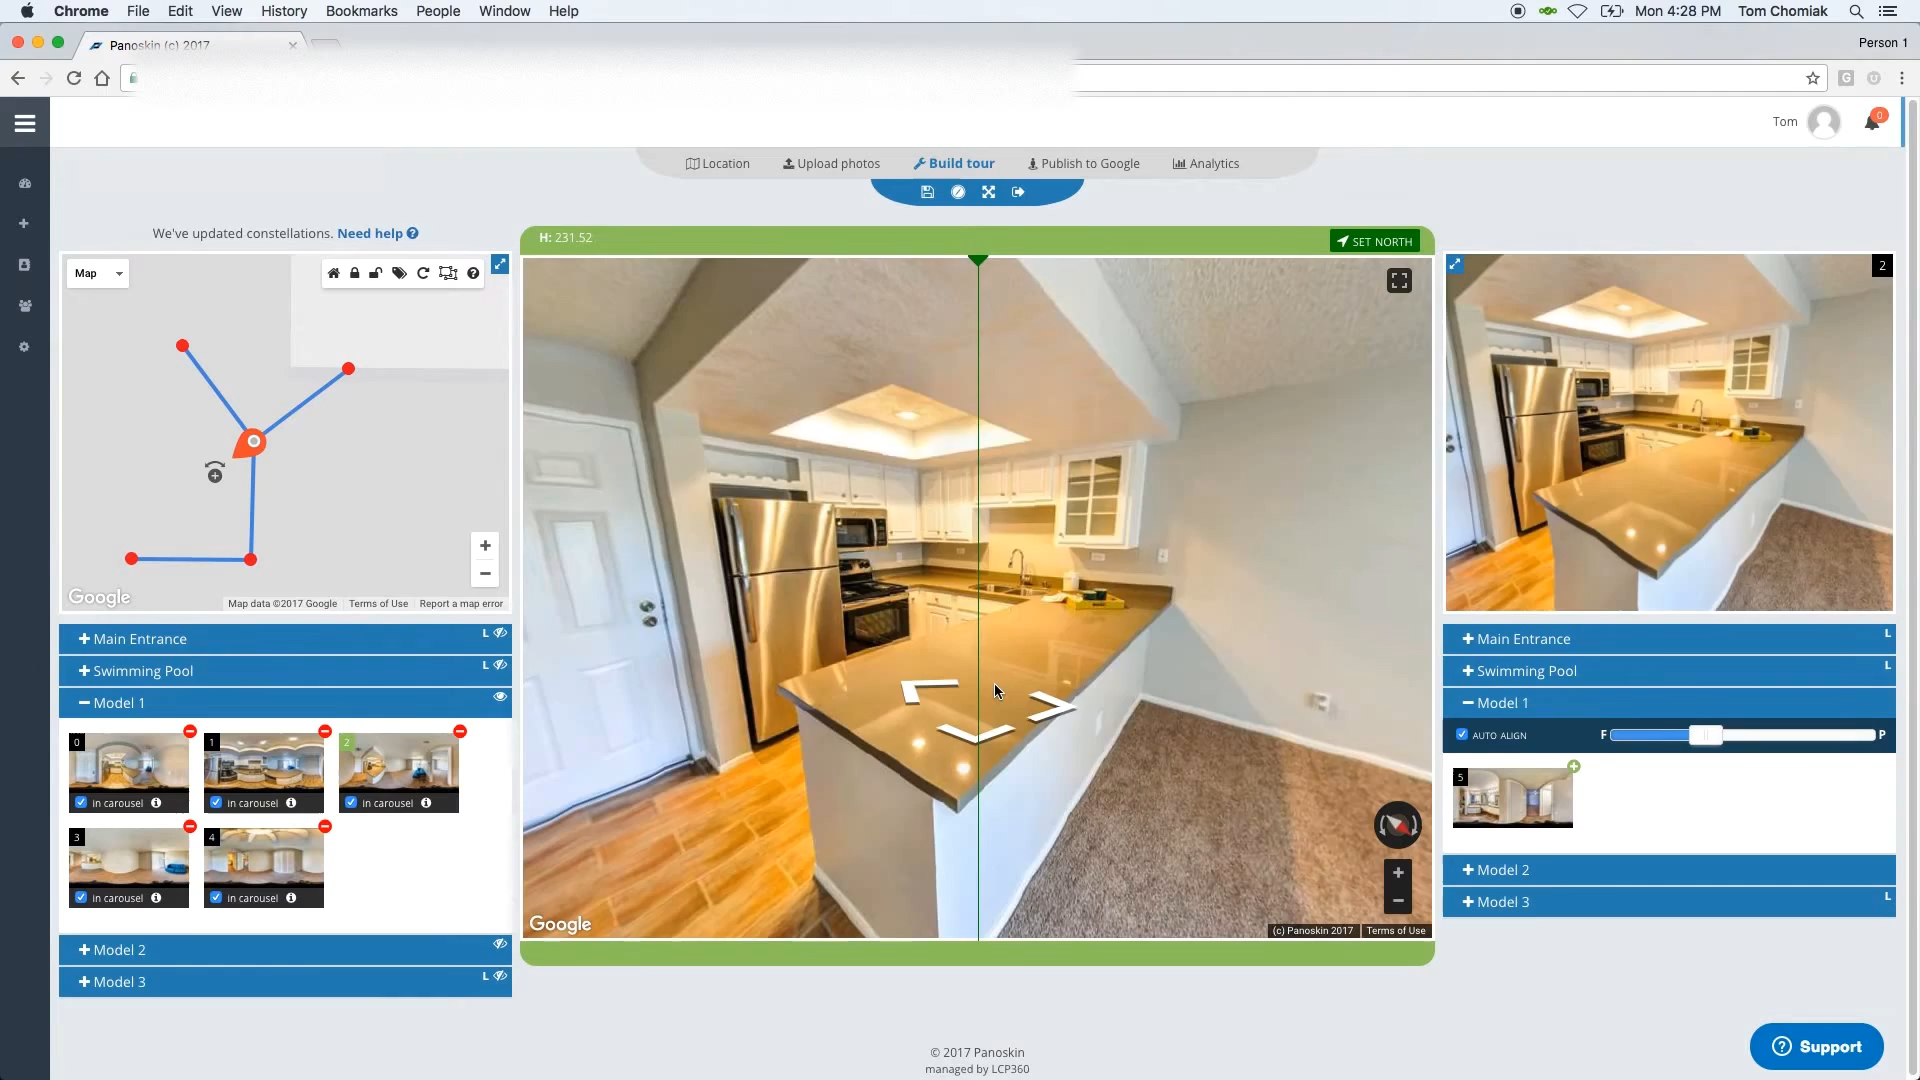 Chrome File Edit View History Bookmarks People Window Help
Mon 4:28 PM Tom Chomiak
Panoskin (c) 2017
Person 1
G
Tom
0
Location Upload photos Build tour Publish to Google Analytics
We've updated constellations. Need help
H: 231.52
SET NORTH
Map
2
Google
Map data ©2017 Google Terms of Use Report a map error
Main Entrance L
Swimming Pool L
Model 1
0
in carousel
1
in carousel
2
in carousel
3
in carousel
4
in carousel
Model 2
Model 3 L
Google
(c) Panoskin 2017 Terms of Use
Main Entrance L
Swimming Pool L
Model 1
AUTO ALIGN F P
5
Model 2
Model 3 L
© 2017 Panoskin
managed by LCP360
Support